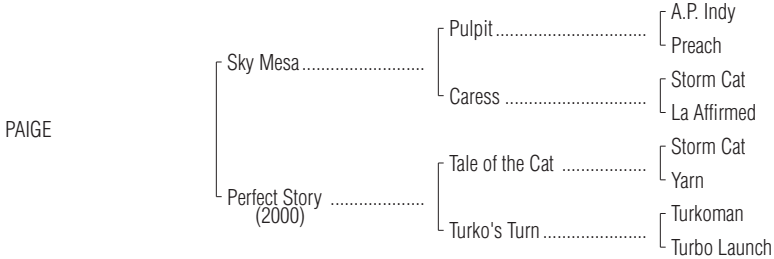 A.P. Indy
Pulpit................................
Preach
Sky Mesa..........................
Storm Cat
Caress ..............................
La Affirmed
PAIGE
Storm Cat
Tale of the Cat ..................
Yarn
Perfect Story ....................
(2000)
Turkoman
Turko's Turn......................
Turbo Launch